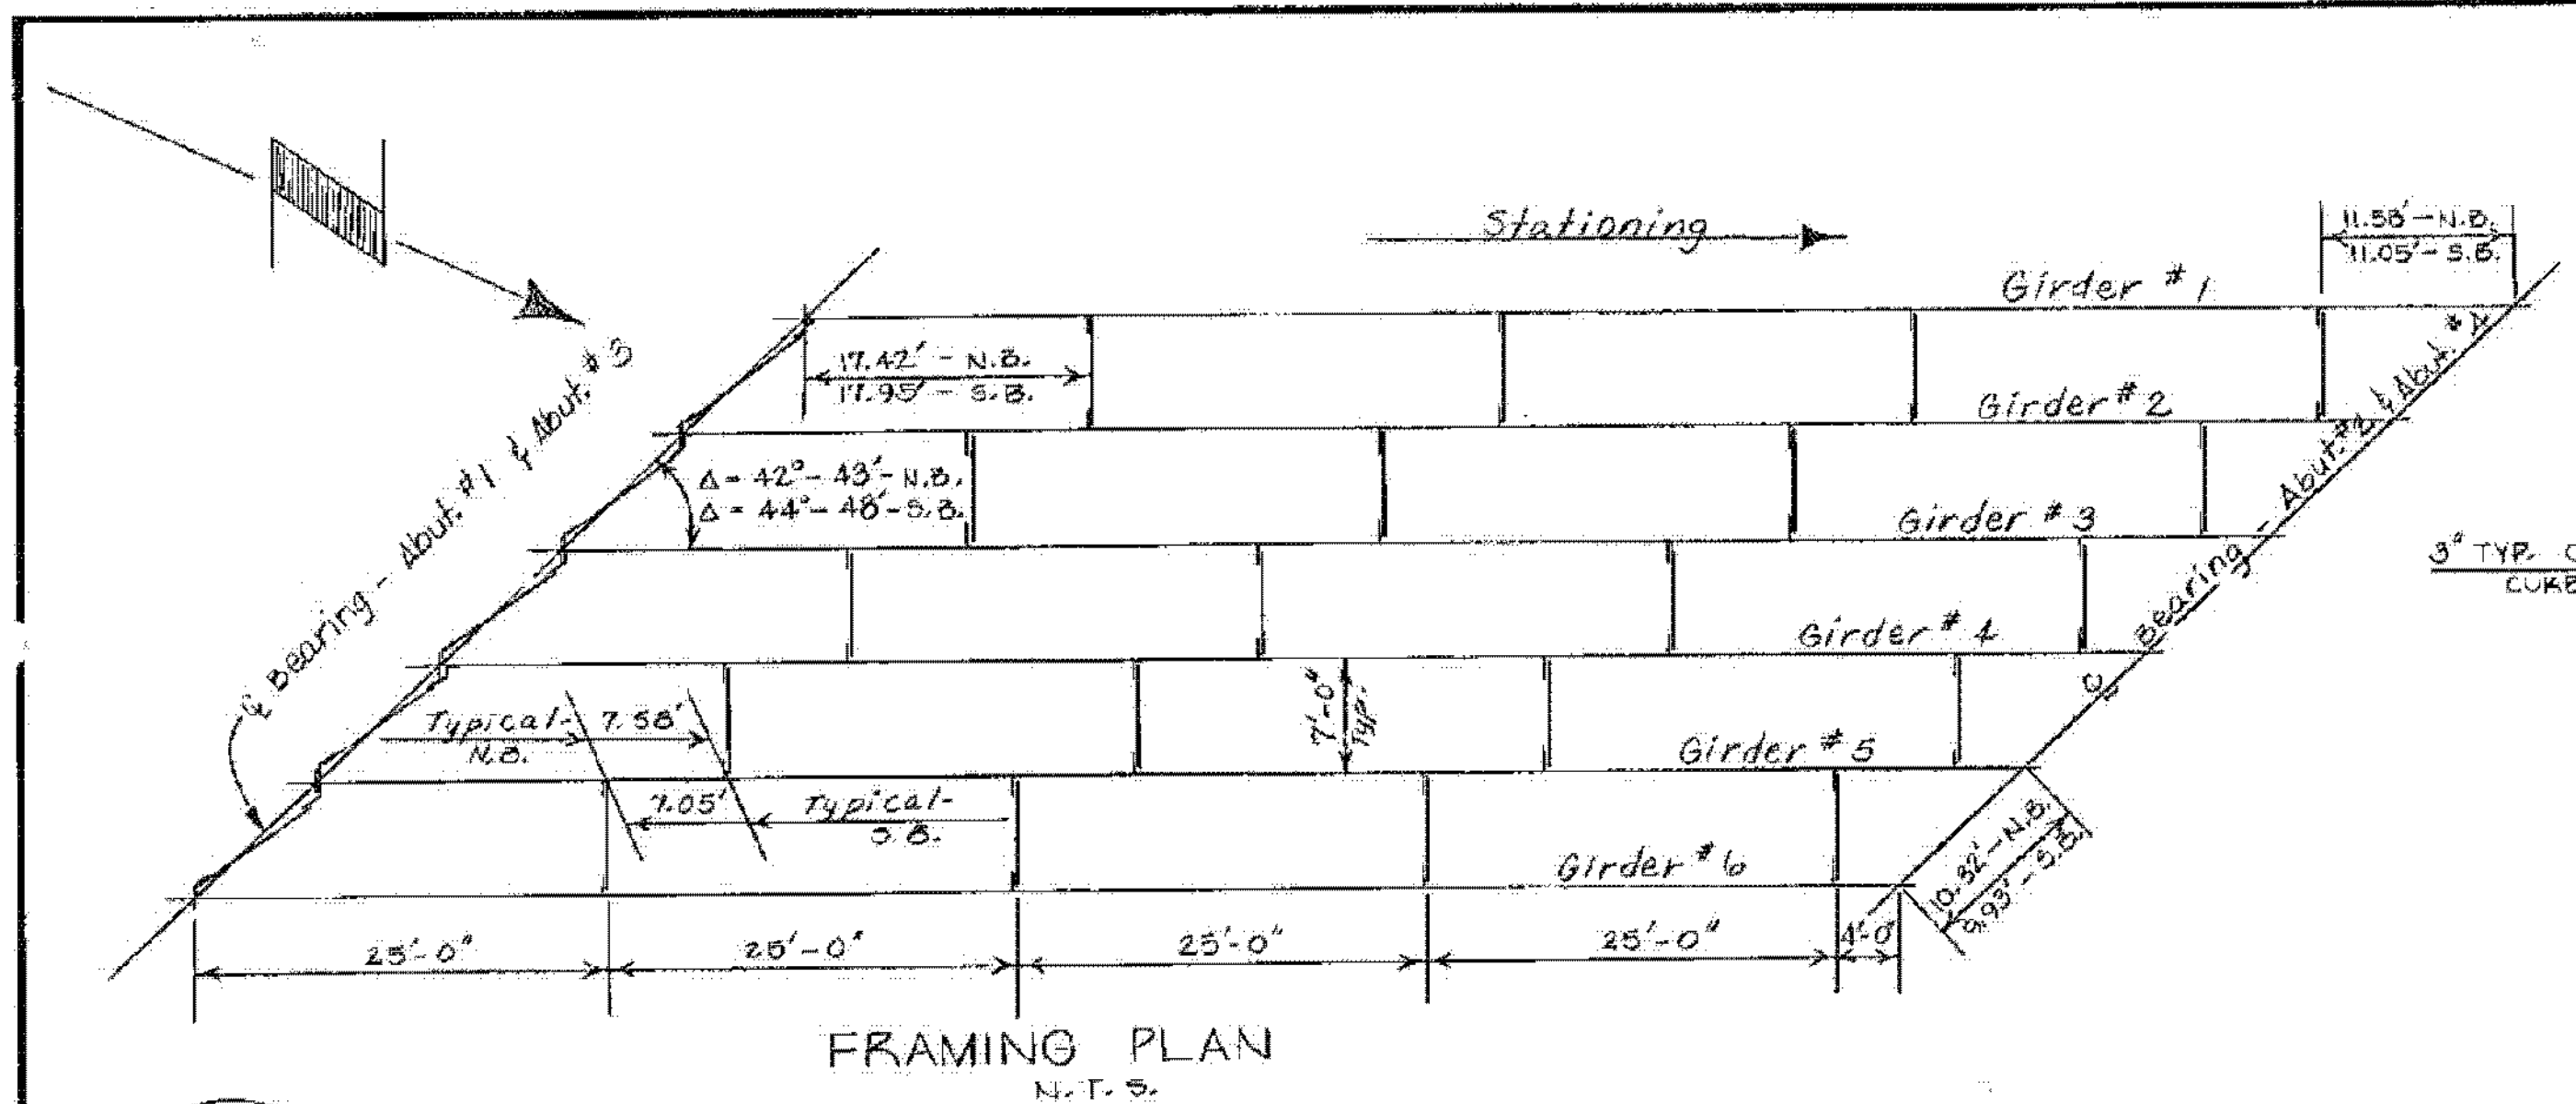 Stationing
11.58'-N.B.
11.05'-S.B.
Girder #1
17.42' - N.B.
17.95' - S.B.
Girder #2
Δ = 42° - 43' - N.B.
Δ = 44° - 48' - S.B.
Girder #3
3" TYP.
℄ Bearing - Abut. #1 & Abut. #3
℄ Bearing - Abut. #2 & Abut. #4
Girder #4
7'-0"
Typ.
Typical-
N.B.
7.58'
Girder #5
7.05'
Typical-
S.B.
Girder #6
10.32'-N.B.
9.93'-S.B.
25'-0"
25'-0"
25'-0"
25'-0"
4'-0"
FRAMING PLAN
N.T.S.